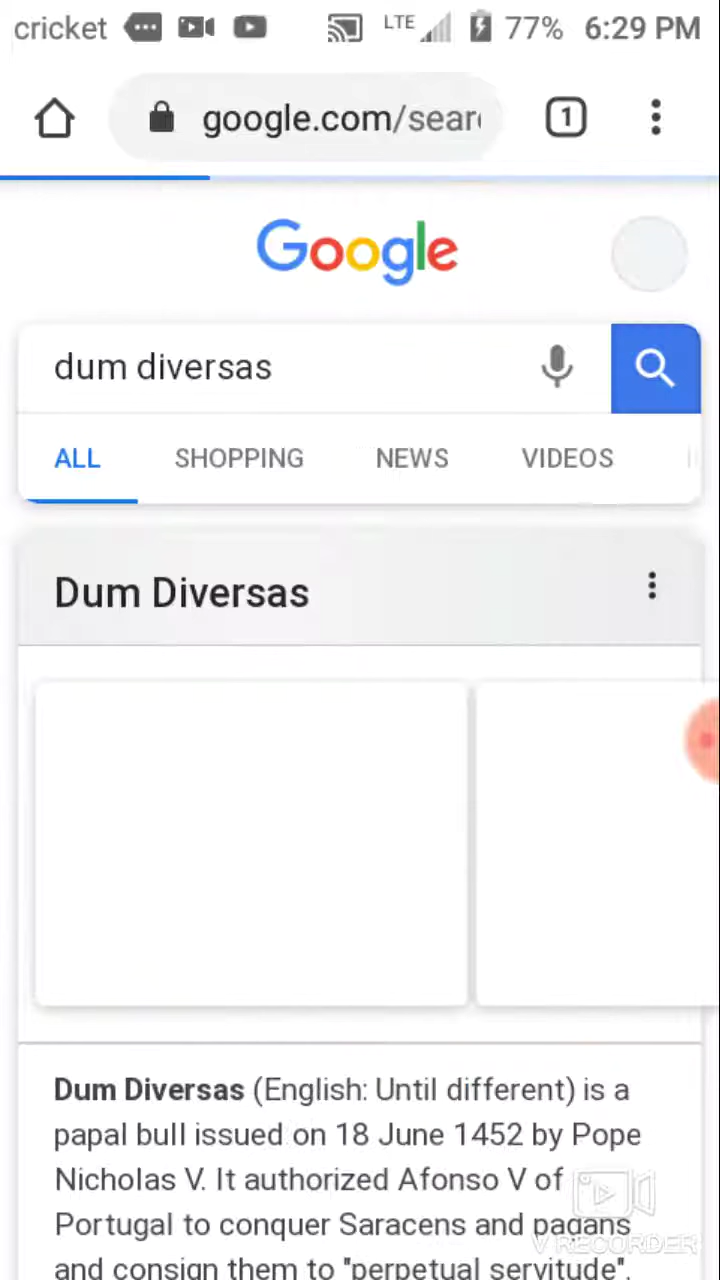 cricket LTE 77% 6:29 PM
google.com/sear
1
Google
dum diversas
ALL SHOPPING NEWS VIDEOS
Dum Diversas
Dum Diversas (English: Until different) is a
papal bull issued on 18 June 1452 by Pope
Nicholas V. It authorized Afonso V of
Portugal to conquer Saracens and pagans
V RECORDER
and consign them to "perpetual servitude".